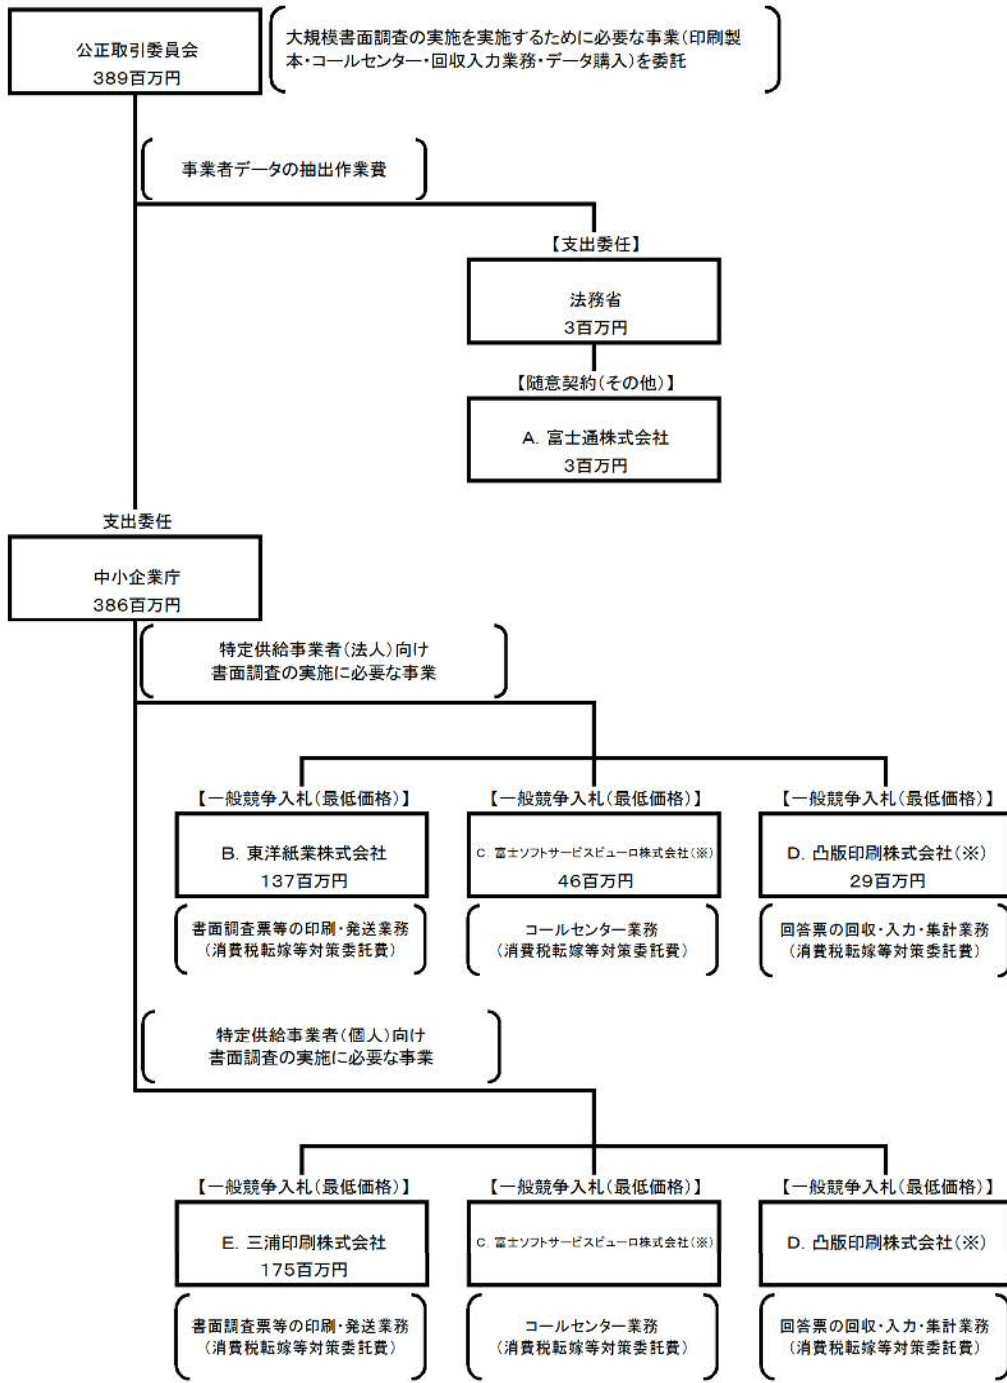 公正取引委員会
389百万円
大規模書面調査の実施を実施するために必要な事業(印刷製
本・コールセンター・回収入力業務・データ購入)を委託
事業者データの抽出作業費
【支出委任】
法務省
3百万円
【随意契約(その他)】
A. 富士通株式会社
3百万円
支出委任
中小企業庁
386百万円
特定供給事業者(法人)向け
書面調査の実施に必要な事業
【一般競争入札(最低価格)】
B. 東洋紙業株式会社
137百万円
書面調査票等の印刷・発送業務
(消費税転嫁等対策委託費)
【一般競争入札(最低価格)】
C. 富士ソフトサービスビューロ株式会社(※)
46百万円
コールセンター業務
(消費税転嫁等対策委託費)
【一般競争入札(最低価格)】
D. 凸版印刷株式会社(※)
29百万円
回答票の回収・入力・集計業務
(消費税転嫁等対策委託費)
特定供給事業者(個人)向け
書面調査の実施に必要な事業
【一般競争入札(最低価格)】
E. 三浦印刷株式会社
175百万円
書面調査票等の印刷・発送業務
(消費税転嫁等対策委託費)
【一般競争入札(最低価格)】
C. 富士ソフトサービスビューロ株式会社(※)
コールセンター業務
(消費税転嫁等対策委託費)
【一般競争入札(最低価格)】
D. 凸版印刷株式会社(※)
回答票の回収・入力・集計業務
(消費税転嫁等対策委託費)